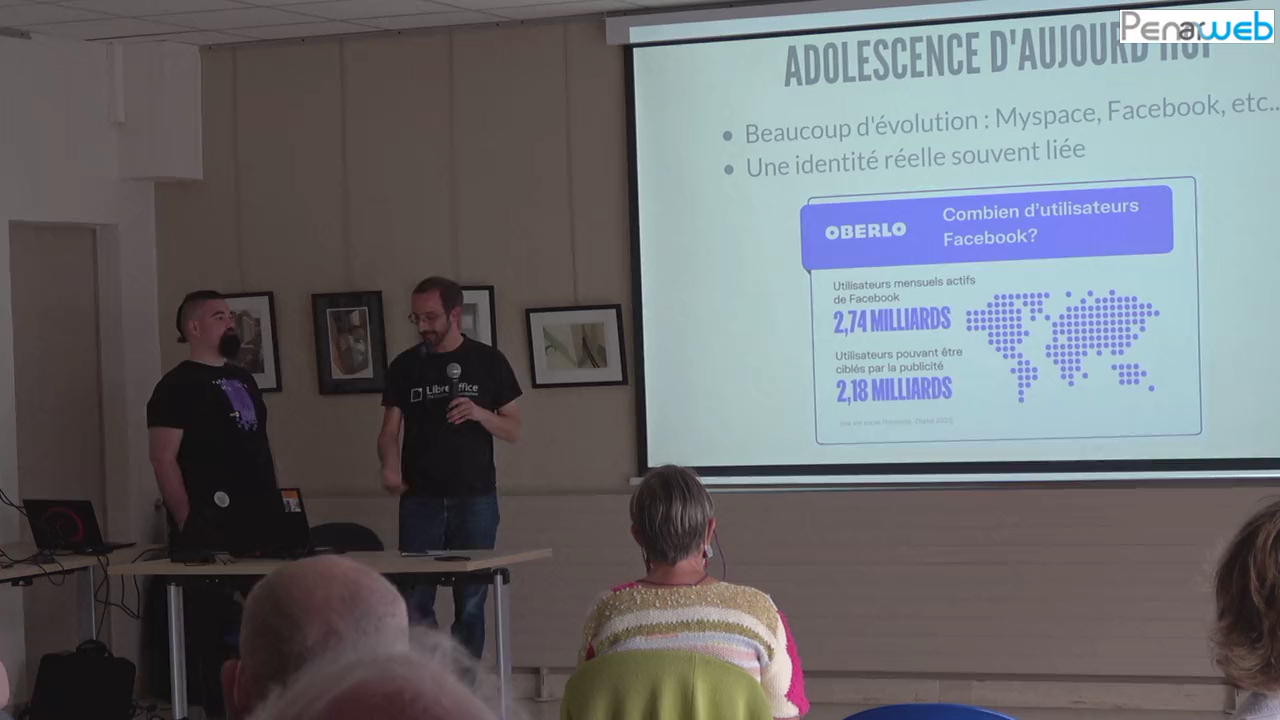 Penarweb
ADOLESCENCE D'AUJOURD'HUI
• Beaucoup d'évolution : Myspace, Facebook, etc..
• Une identité réelle souvent liée
OBERLO
Combien d'utilisateurs
Facebook?
Utilisateurs mensuels actifs
de Facebook
2,74 MILLIARDS
Utilisateurs pouvant être
ciblés par la publicité
2,18 MILLIARDS
LibreOffice